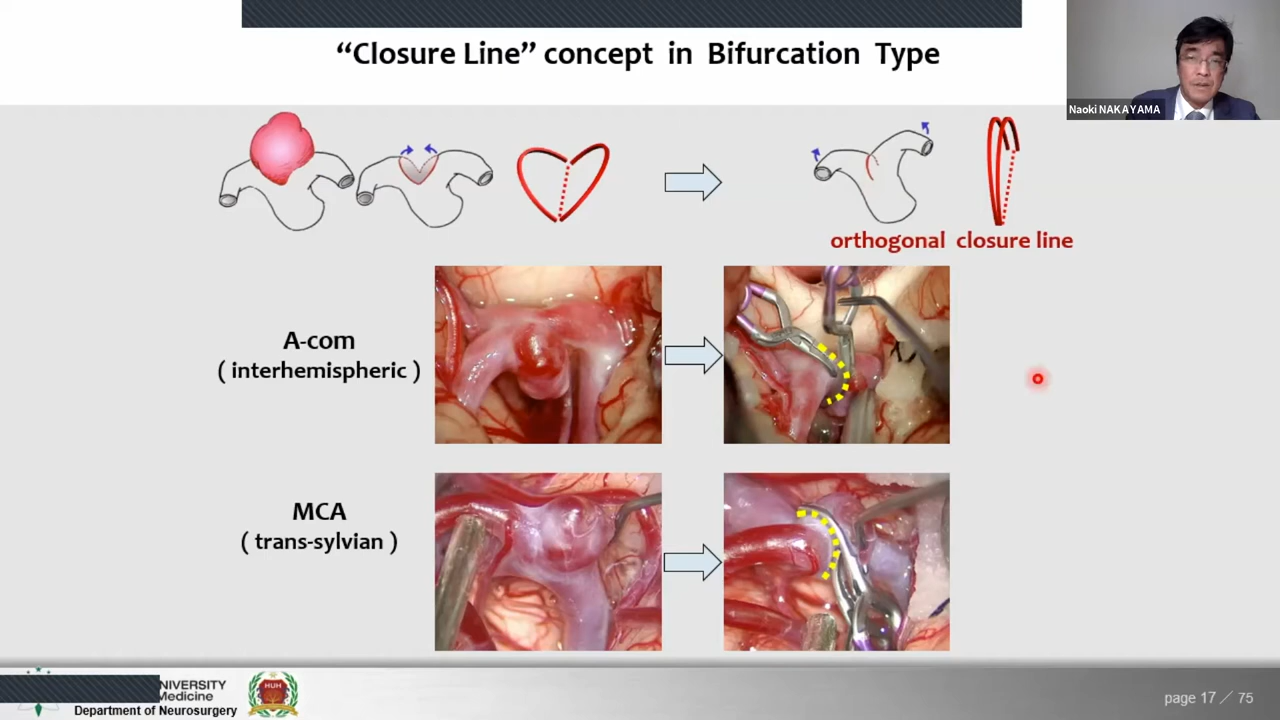 “Closure Line” concept in Bifurcation Type
Naoki NAKAYAMA
orthogonal closure line
A-com
( interhemispheric )
MCA
( trans-sylvian )
Medicine
Department of Neurosurgery
HUH
page 17 / 75